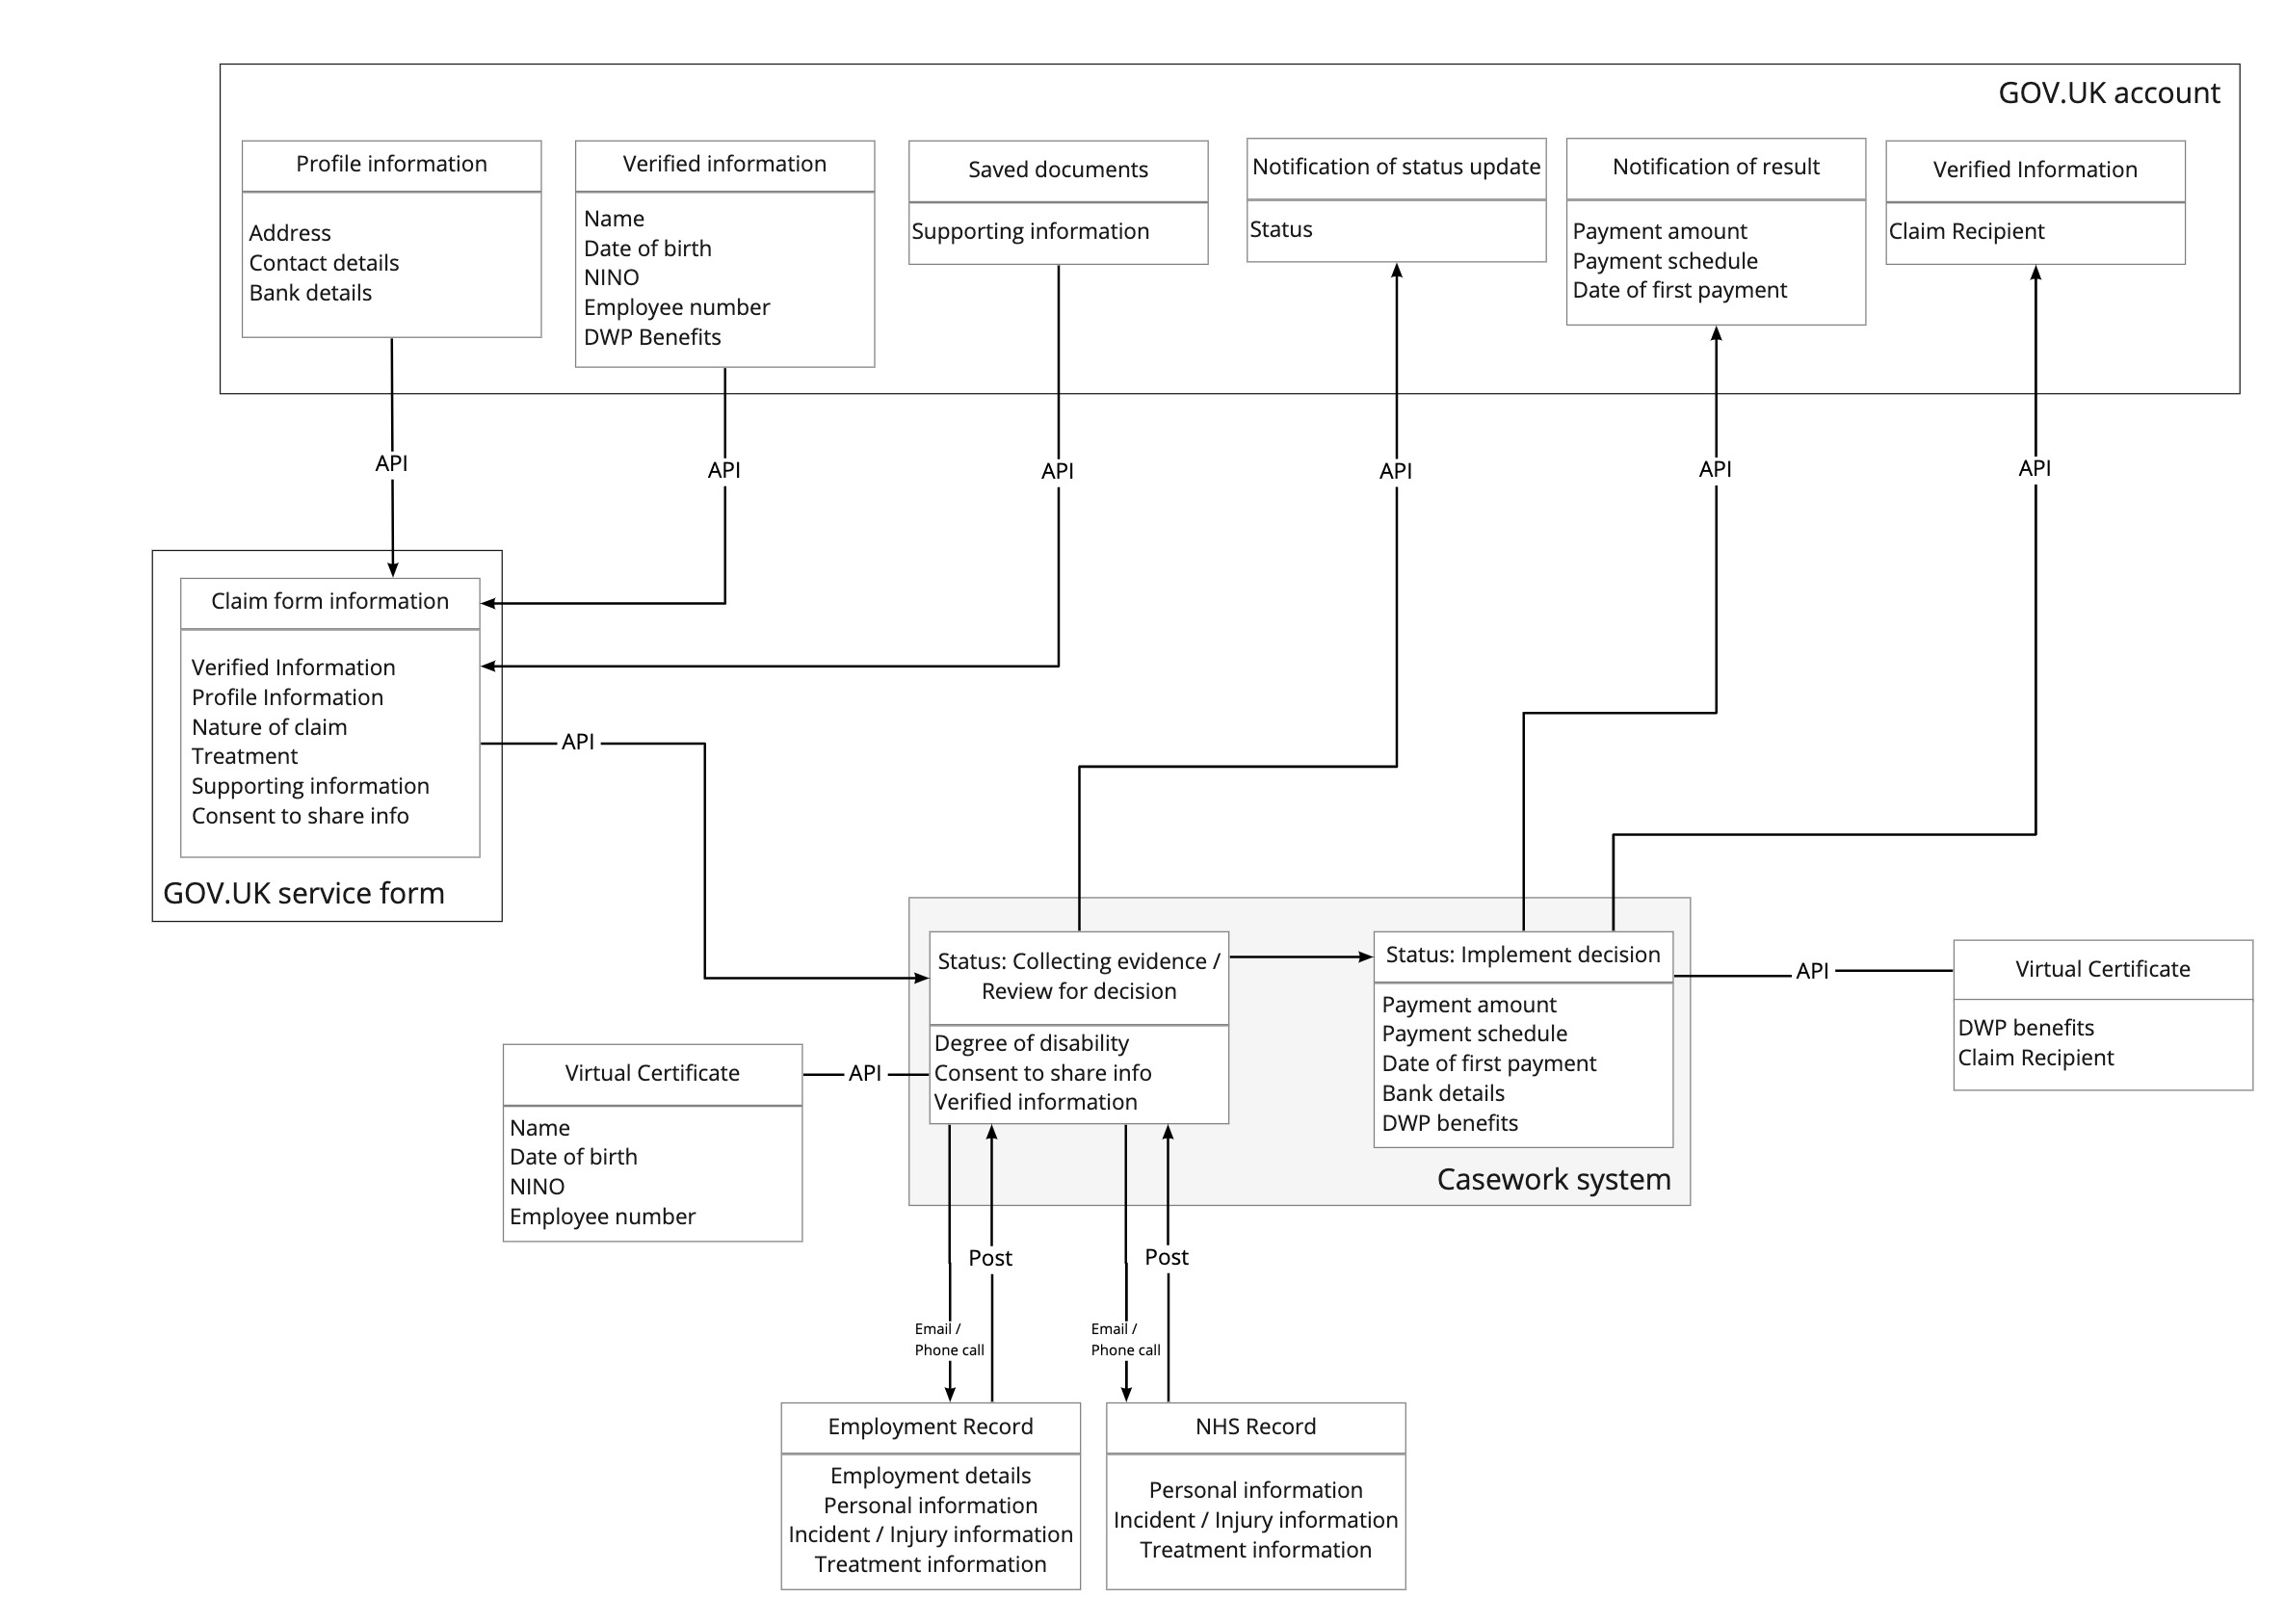 GOV.UK account
Profile information
Address
Contact details
Bank details
Verified information
Name
Date of birth
NINO
Employee number
DWP Benefits
Saved documents
Supporting information
Notification of status update
Status
Notification of result
Payment amount
Payment schedule
Date of first payment
Verified Information
Claim Recipient
API
API
API
API
API
API
Claim form information
Verified Information
Profile Information
Nature of claim
Treatment
Supporting information
Consent to share info
GOV.UK service form
API
Status: Collecting evidence /
Review for decision
Degree of disability
Consent to share info
Verified information
Status: Implement decision
Payment amount
Payment schedule
Date of first payment
Bank details
DWP benefits
Casework system
API
Virtual Certificate
DWP benefits
Claim Recipient
Virtual Certificate
Name
Date of birth
NINO
Employee number
API
Post
Post
Email /
Phone call
Email /
Phone call
Employment Record
Employment details
Personal information
Incident / Injury information
Treatment information
NHS Record
Personal information
Incident / Injury information
Treatment information